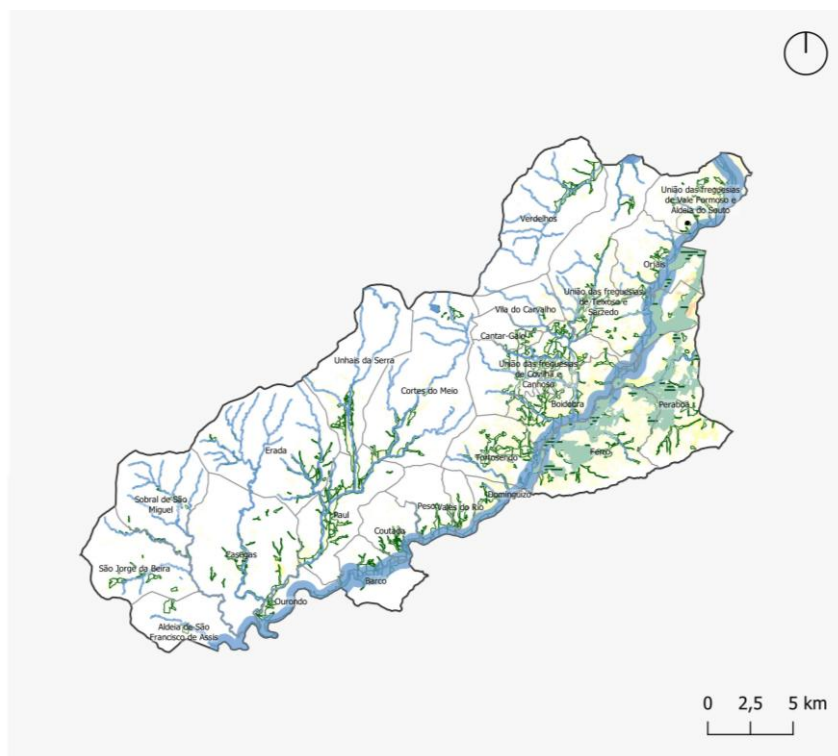 União das freguesias
de Vale Formoso e
Aldeia do Souto
Verdelhos
Orjais
União das freguesias
de Teixoso e
Sarzedo
Vila do Carvalho
Cantar-Galo
União das freguesias
de Covilhã e
Canhoso
Unhais da Serra
Cortes do Meio
Boidobra
Peraboa
Ferro
Tortosendo
Erada
Dominguizo
Sobral de São
Miguel
Peso
Vales do Rio
Paul
Coutada
Casegas
São Jorge da Beira
Barco
Ourondo
Aldeia de São
Francisco de Assis
0 2,5 5 km